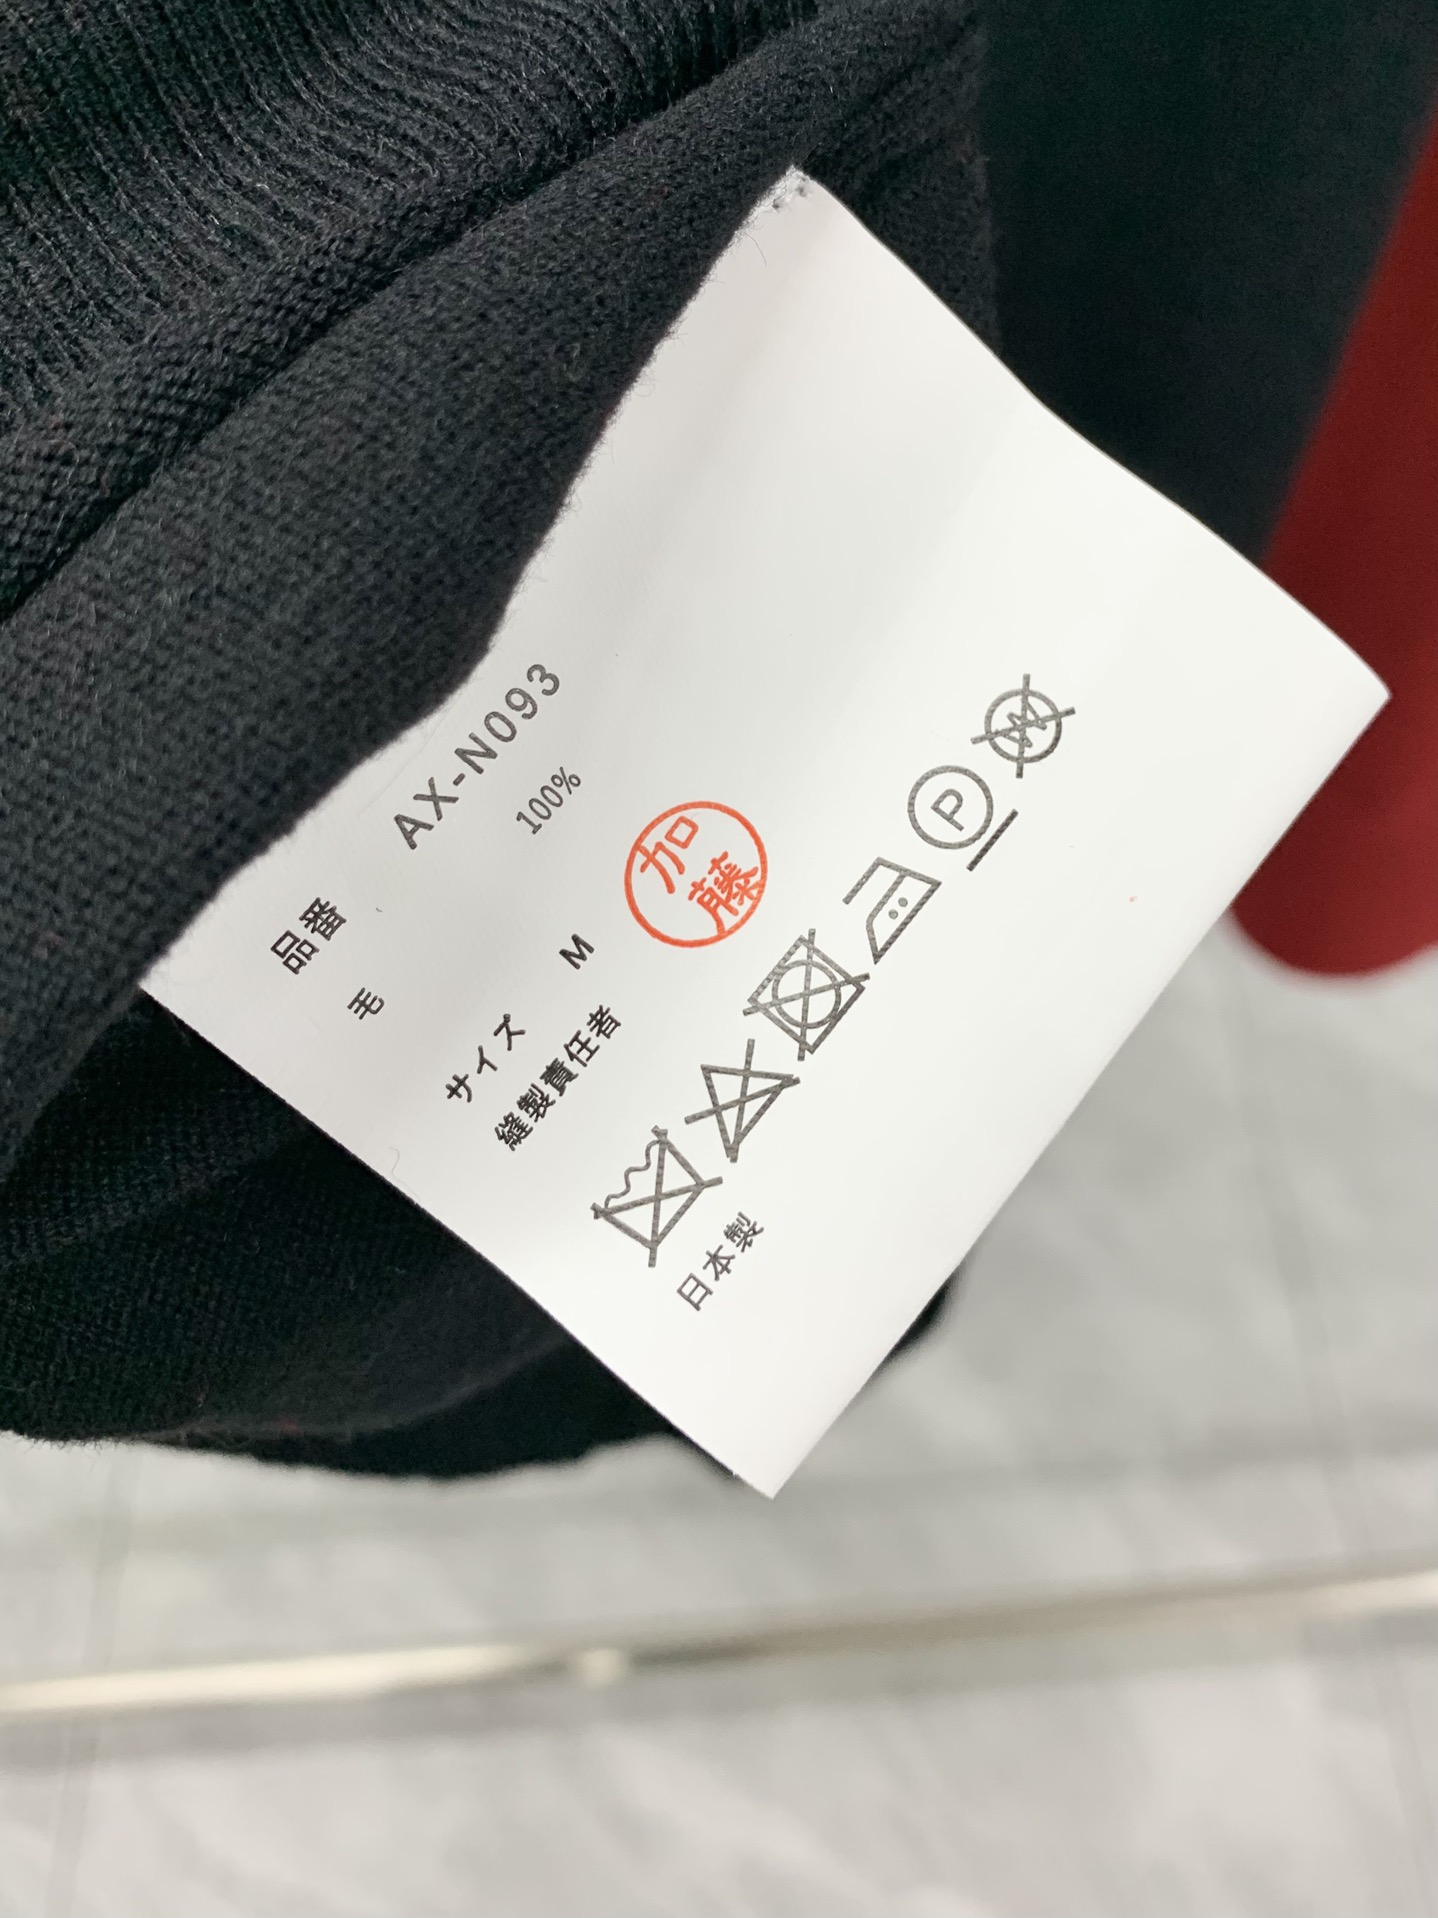 品番 AX-N093
毛 100%
サイズ M
縫製責任者 加藤
P W
日本製